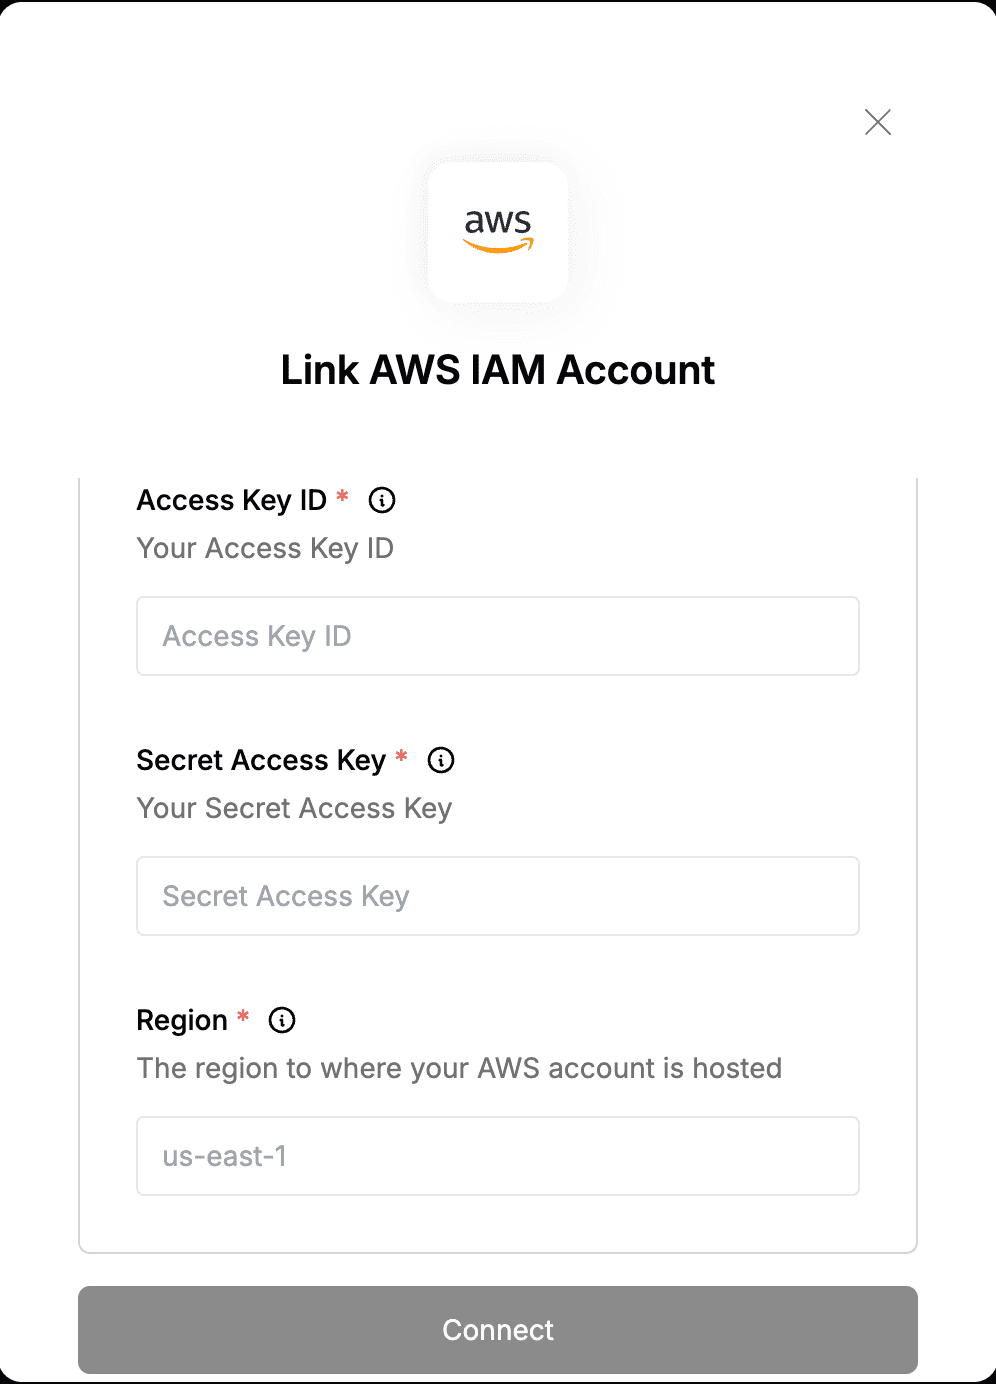 aws
Link AWS IAM Account
Access Key ID *
Your Access Key ID
Access Key ID
Secret Access Key *
Your Secret Access Key
Secret Access Key
Region *
The region to where your AWS account is hosted
us-east-1
Connect